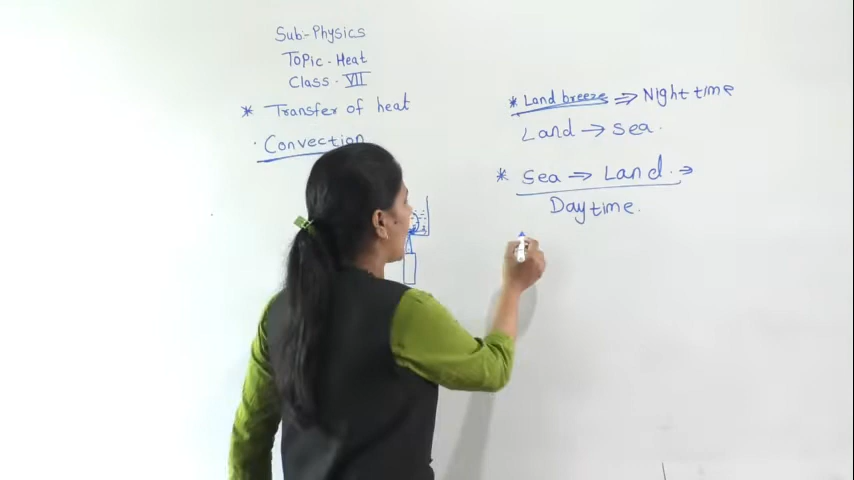 Sub-Physics
Topic-Heat
Class-VII
* Transfer of heat
· Convection
* Land breeze ⇒ Night time
Land → sea.
* Sea ⇒ Land. →
Day time.